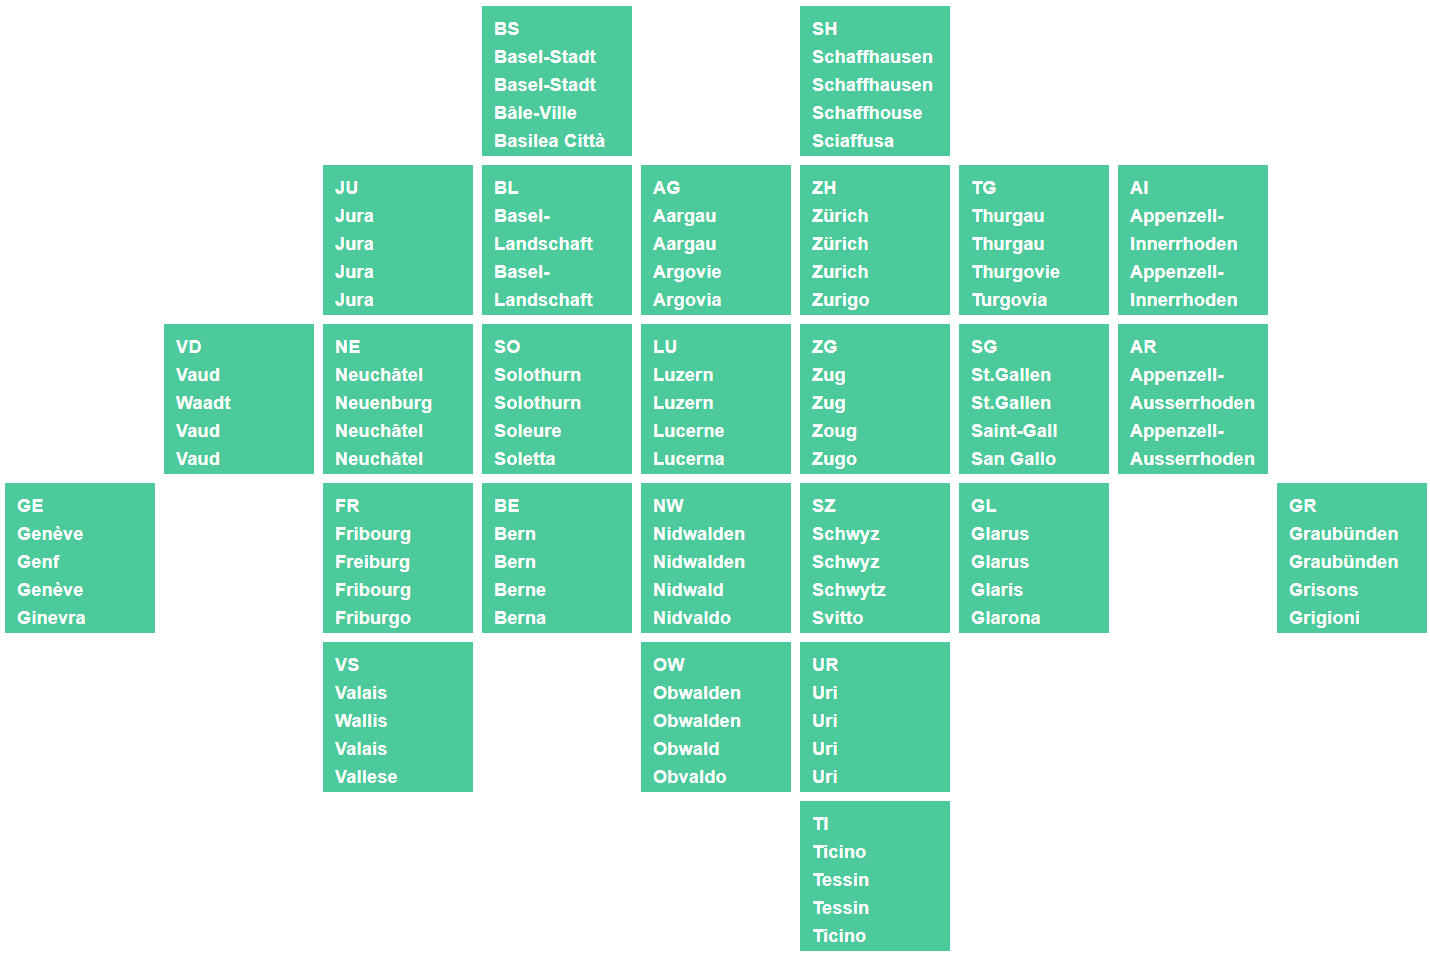 BS
Basel-Stadt
Basel-Stadt
Bâle-Ville
Basilea Città
SH
Schaffhausen
Schaffhausen
Schaffhouse
Sciaffusa
JU
Jura
Jura
Jura
Jura
BL
Basel-
Landschaft
Basel-
Landschaft
AG
Aargau
Aargau
Argovie
Argovia
ZH
Zürich
Zürich
Zurich
Zurigo
TG
Thurgau
Thurgau
Thurgovie
Turgovia
AI
Appenzell-
Innerrhoden
Appenzell-
Innerrhoden
VD
Vaud
Waadt
Vaud
Vaud
NE
Neuchâtel
Neuenburg
Neuchâtel
Neuchâtel
SO
Solothurn
Solothurn
Soleure
Soletta
LU
Luzern
Luzern
Lucerne
Lucerna
ZG
Zug
Zug
Zoug
Zugo
SG
St.Gallen
St.Gallen
Saint-Gall
San Gallo
AR
Appenzell-
Ausserrhoden
Appenzell-
Ausserrhoden
GE
Genève
Genf
Genève
Ginevra
FR
Fribourg
Freiburg
Fribourg
Friburgo
BE
Bern
Bern
Berne
Berna
NW
Nidwalden
Nidwalden
Nidwald
Nidvaldo
SZ
Schwyz
Schwyz
Schwytz
Svitto
GL
Glarus
Glarus
Glaris
Glarona
GR
Graubünden
Graubünden
Grisons
Grigioni
VS
Valais
Wallis
Valais
Vallese
OW
Obwalden
Obwalden
Obwald
Obvaldo
UR
Uri
Uri
Uri
Uri
TI
Ticino
Tessin
Tessin
Ticino